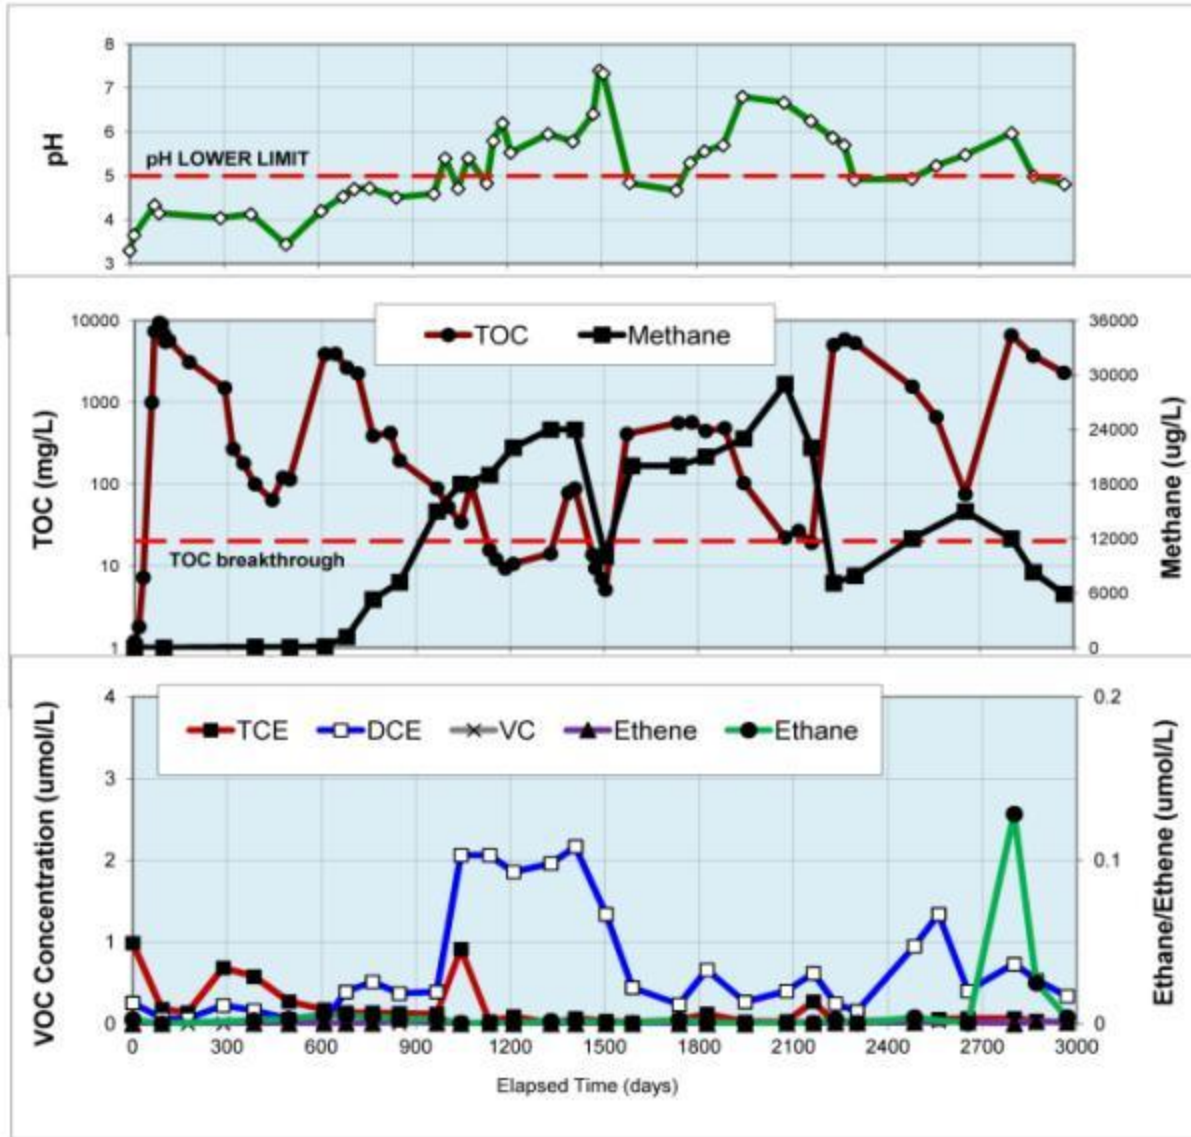 pH
8
7
6
5
4
3
pH LOWER LIMIT
TOC (mg/L)
10000
1000
100
10
1
TOC Methane
TOC breakthrough
36000
30000
24000
18000
12000
6000
0
Methane (ug/L)
VOC Concentration (umol/L)
4
3
2
1
0
TCE DCE VC Ethene Ethane
0.2
0.1
0
Ethane/Ethene (umol/L)
0 300 600 900 1200 1500 1800 2100 2400 2700 3000
Elapsed Time (days)